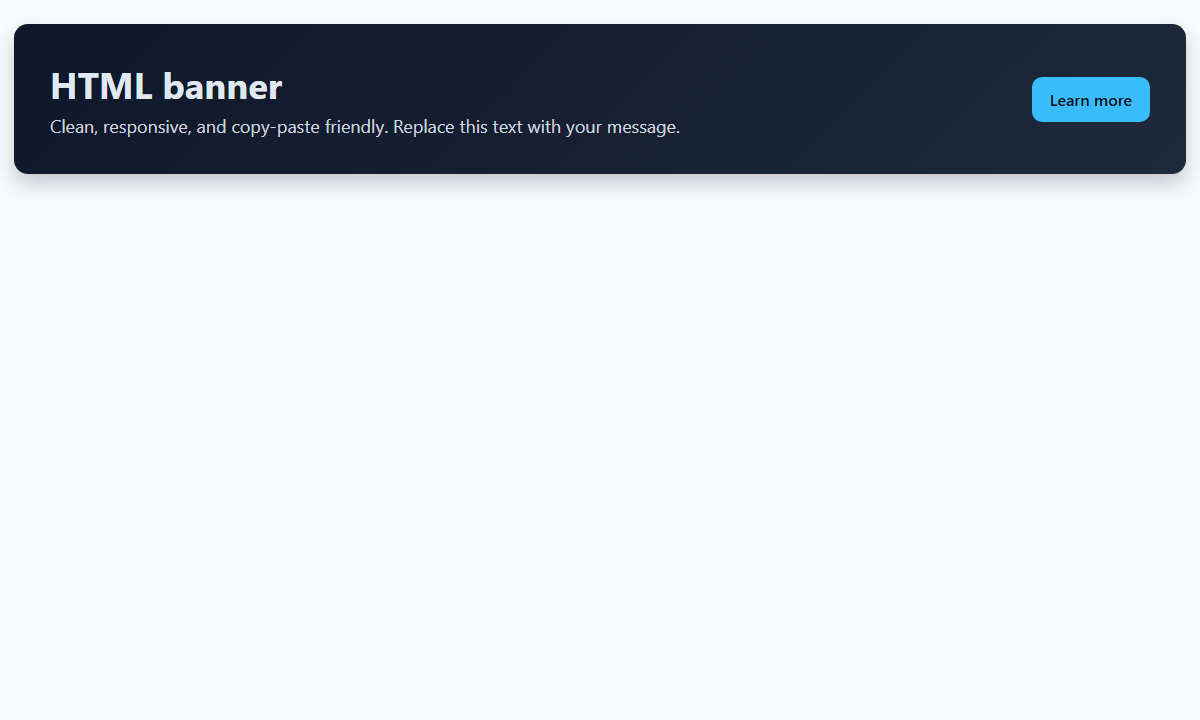 HTML banner
Clean, responsive, and copy-paste friendly. Replace this text with your message.
Learn more